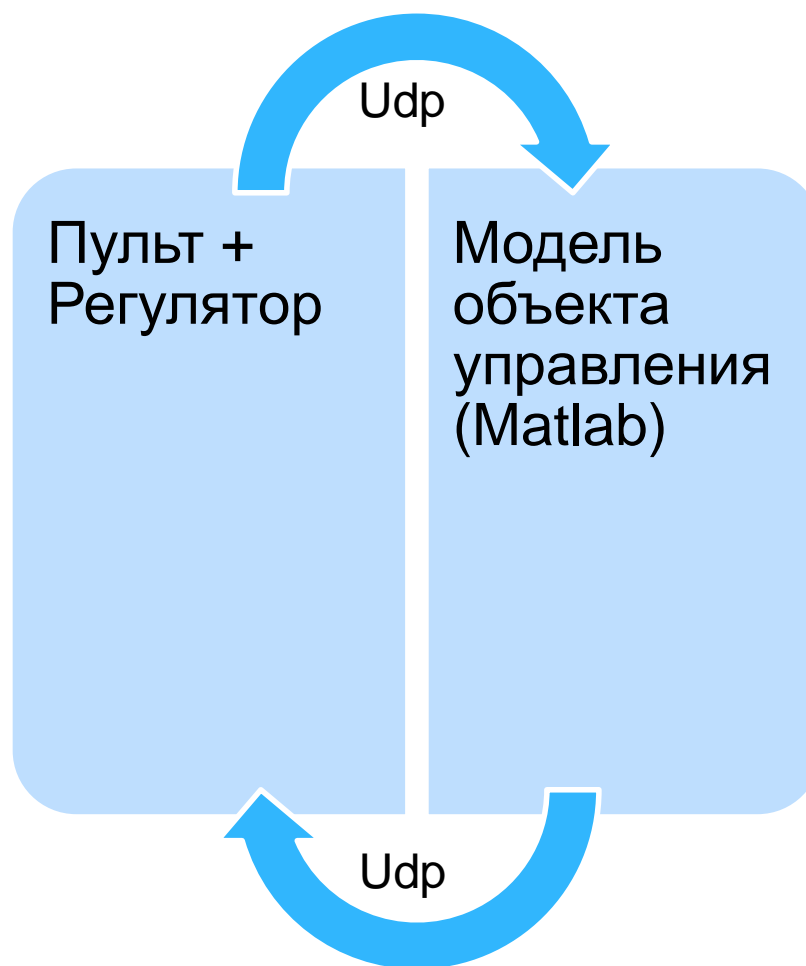 Udp
Пульт +
Регулятор
Модель
объекта
управления
(Matlab)
Udp